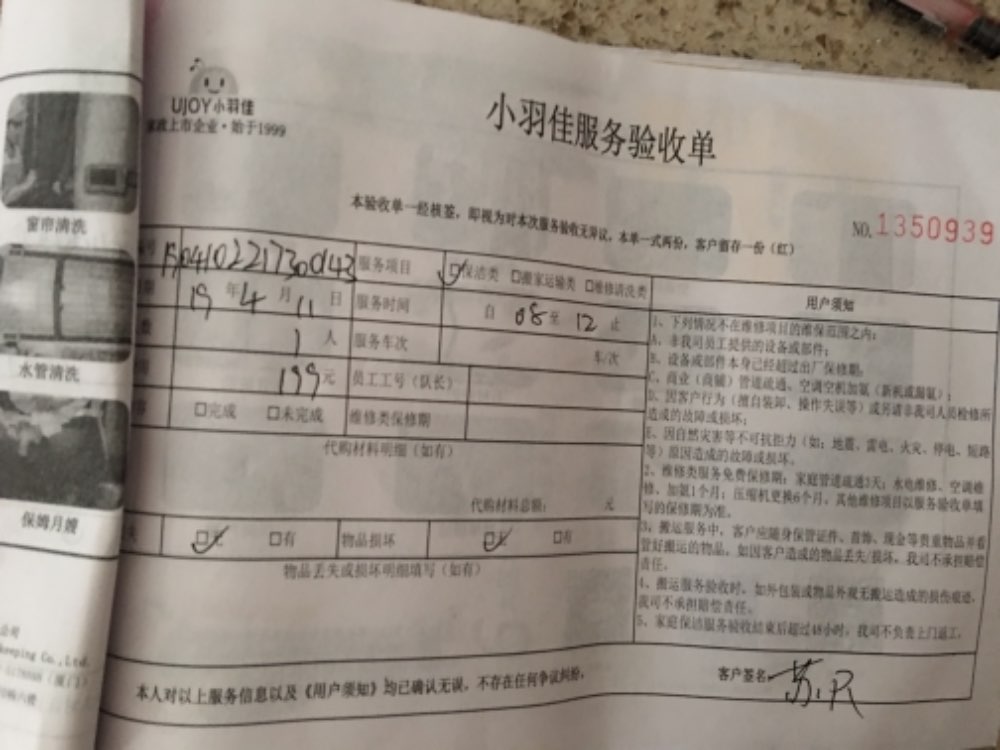 UJOY小羽佳
家政上市企业·始于1999
小羽佳服务验收单
本验收单一经核签，即视为对本次服务验收无异议。本单一式两份，客户留存一份（红）
NO.1350939
号
服务项目 保洁类 □搬家运输类 □维修清洗类
用户须知
19年4月11日 服务时间 自08至12止
1人 服务车次 车/次
199元 员工工号（队长）
□完成 □未完成 维修类保修期
代购材料明细（如有）
代购材料总额： 元
失 □有 物品损坏 □有
物品丢失或损坏明细填写（如有）
1、下列情况不在维修项目的维保范围之内：
A、非我司员工提供的设备或部件；
B、设备或部件本身已经超过出厂保修期；
C、商业（商铺）管道疏通、空调空机加氨（新机或漏氨）；
D、因客户行为（擅自装卸、操作失误等）或另请非我司人员检修所
造成的故障或损坏；
E、因自然灾害等不可抗拒力（如：地震、雷电、火灾、停电、短路
等）原因造成的故障或损坏。
2、维修类服务免费保修期：家庭管道疏通3天；水电维修、空调维
修、加氨1个月；压缩机更换6个月，其他维修项目以服务验收单填
写的保修期为准。
3、搬运服务中，客户应随身保管证件、首饰、现金等贵重物品并看
管好搬运的物品，如因客户造成的物品丢失/损坏，我司不承担赔偿
责任。
4、搬运服务验收时，如外包装或物品外观无搬运造成的损伤痕迹，
我司不承担赔偿责任。
5、家庭保洁服务验收结束后超过48小时，我司不负责上门返工。
本人对以上服务信息以及《用户须知》均已确认无误，不存在任何争议纠纷。
客户签名
窗帘清洗
水管清洗
保姆月嫂
公司
keeping Co.,Ltd.